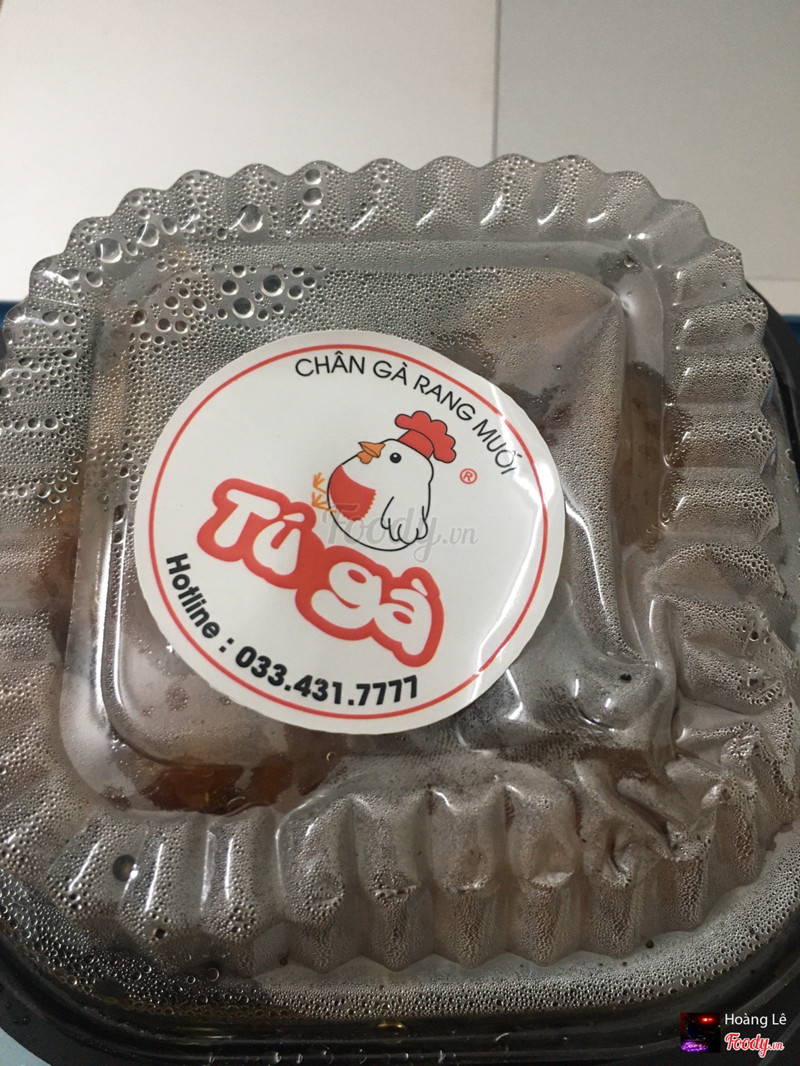 CHÂN GÀ RANG MUỐI
®
Tú gà
Hotline : 033.431.7777
Foody.vn
Hoàng Lê
Foody.vn